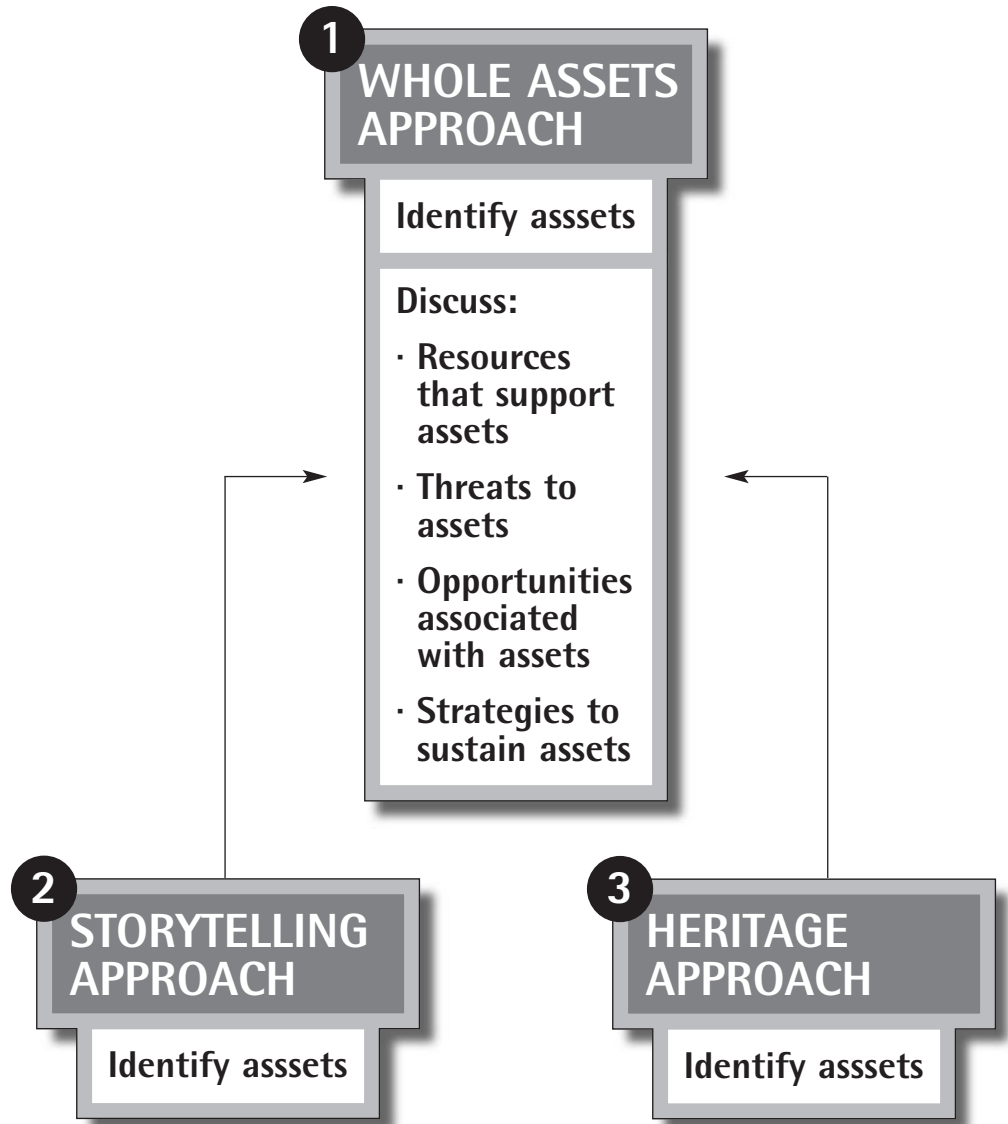 1
WHOLE ASSETS
APPROACH
Identify asssets
Discuss:
· Resources
that support
assets
· Threats to
assets
· Opportunities
associated
with assets
· Strategies to
sustain assets
2
STORYTELLING
APPROACH
Identify asssets
3
HERITAGE
APPROACH
Identify asssets